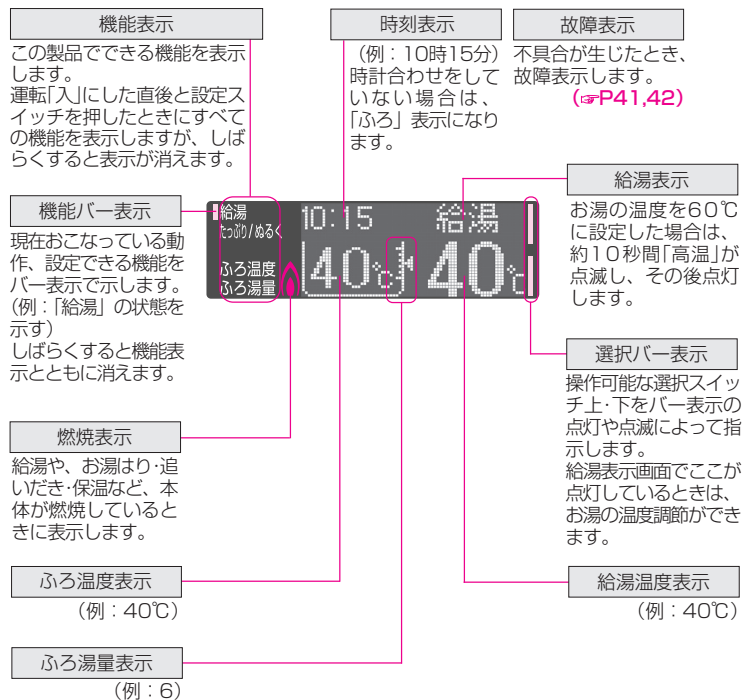 機能表示
この製品でできる機能を表示
します。
運転「入」にした直後と設定ス
イッチを押したときにすべて
の機能を表示しますが、しば
らくすると表示が消えます。
時刻表示
(例：10時15分)
時計合わせをして
いない場合は、
「ふろ」表示になり
ます。
故障表示
不具合が生じたとき、
故障表示します。
(☞P41,42)
機能バー表示
現在おこなっている動
作、設定できる機能を
バー表示で示します。
(例：「給湯」の状態を
示す)
しばらくすると機能表
示とともに消えます。
給湯
たっぷり/ぬるく
ふろ温度
ふろ湯量
10:15
給湯
40℃
40℃
給湯表示
お湯の温度を60℃
に設定した場合は、
約10秒間「高温」が
点滅し、その後点灯
します。
選択バー表示
操作可能な選択スイッ
チ上・下をバー表示の
点灯や点滅によって指
示します。
給湯表示画面でここが
点灯しているときは、
お湯の温度調節ができ
ます。
燃焼表示
給湯や、お湯はり・追
いだき・保温など、本
体が燃焼していると
きに表示します。
ふろ温度表示
(例：40℃)
給湯温度表示
(例：40℃)
ふろ湯量表示
(例：6)